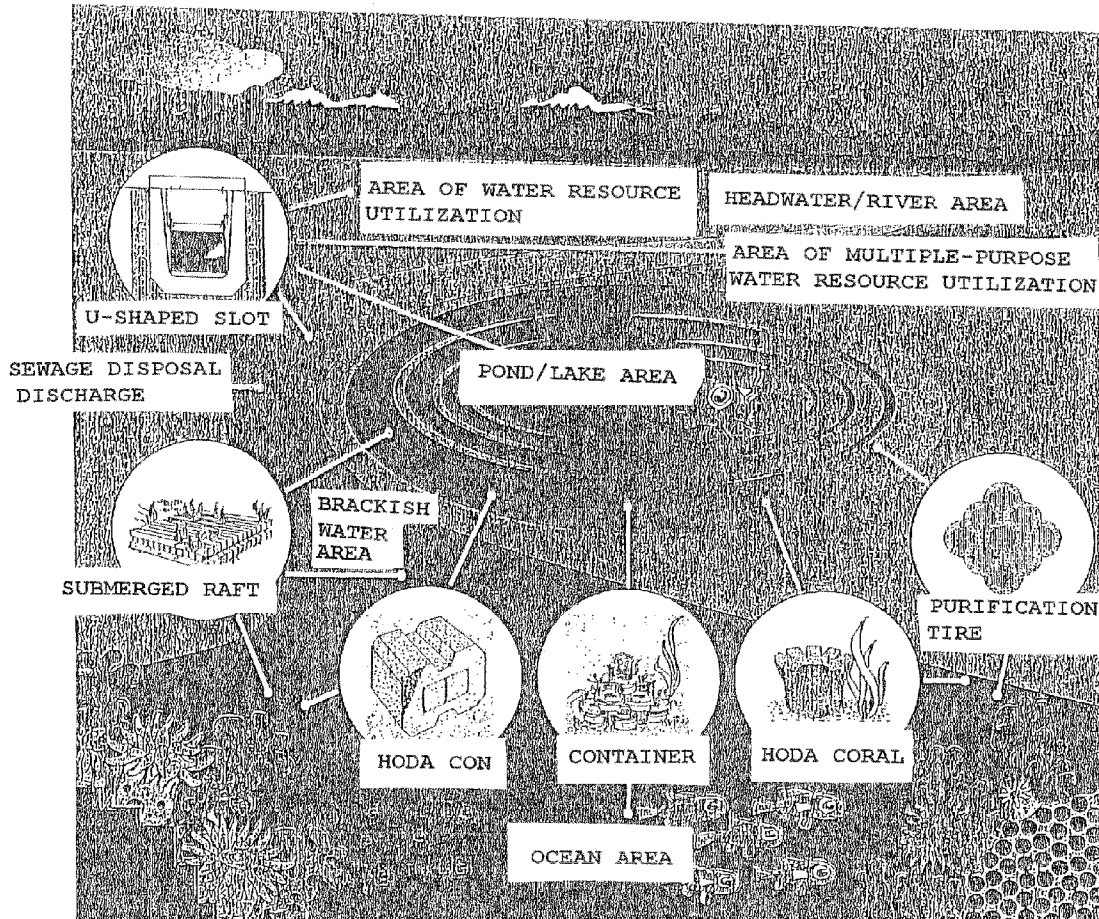 AREA OF WATER RESOURCE
UTILIZATION
HEADWATER/RIVER AREA
AREA OF MULTIPLE-PURPOSE
WATER RESOURCE UTILIZATION
U-SHAPED SLOT
SEWAGE DISPOSAL
DISCHARGE
POND/LAKE AREA
BRACKISH
WATER
AREA
SUBMERGED RAFT
PURIFICATION
TIRE
HODA CON
CONTAINER
HODA CORAL
OCEAN AREA